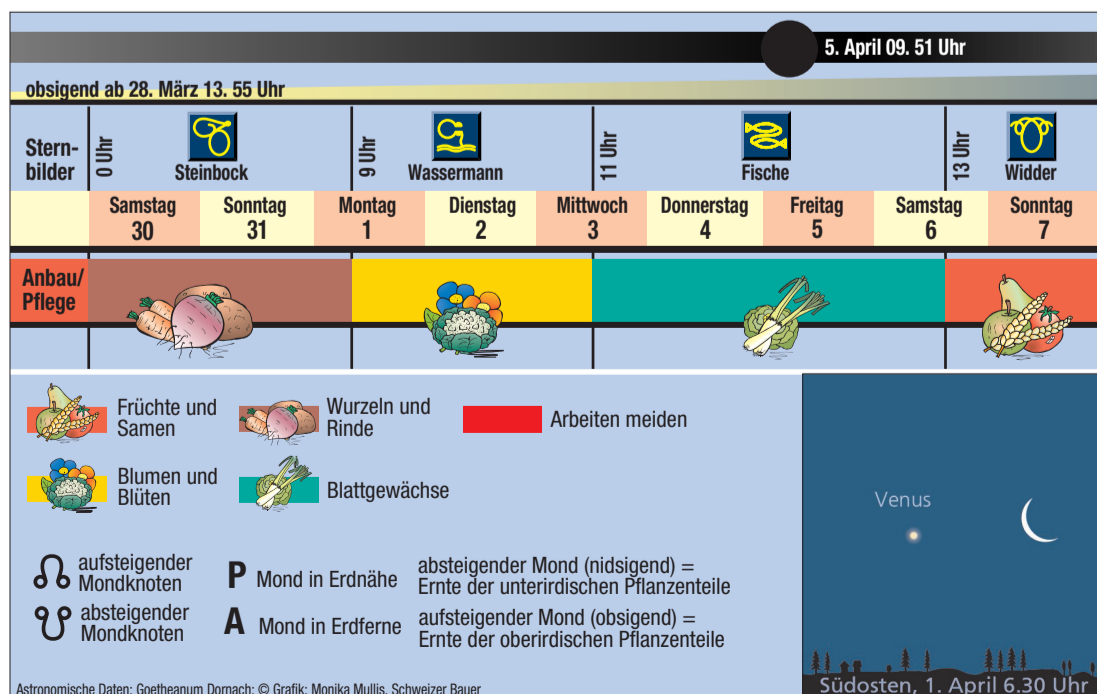 5. April 09. 51 Uhr
obsigend ab 28. März 13. 55 Uhr
Stern-
bilder
0 Uhr
Steinbock
9 Uhr
Wassermann
11 Uhr
Fische
13 Uhr
Widder
Samstag Sonntag Montag Dienstag Mittwoch Donnerstag Freitag Samstag Sonntag
30 31 1 2 3 4 5 6 7
Anbau/
Pflege
Früchte und
Samen
Wurzeln und
Rinde
Arbeiten meiden
Blumen und
Blüten
Blattgewächse
aufsteigender
Mondknoten
absteigender
Mondknoten
P Mond in Erdnähe
A Mond in Erdferne
absteigender Mond (nidsigend) =
Ernte der unterirdischen Pflanzenteile
aufsteigender Mond (obsigend) =
Ernte der oberirdischen Pflanzenteile
Venus
Südosten, 1. April 6.30 Uhr
Astronomische Daten: Goetheanum Dornach; © Grafik: Monika Mullis, Schweizer Bauer